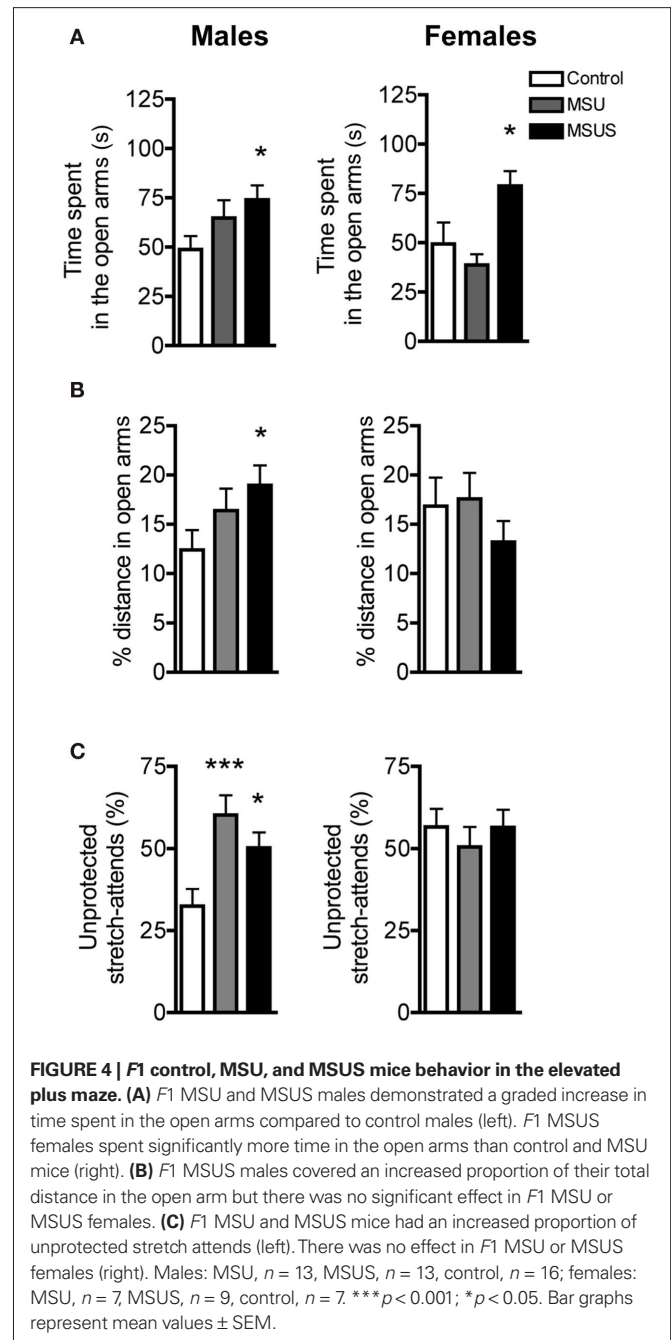 A
Males
Females
Control
MSU
MSUS
Time spent
in the open arms (s)
125
100
75
50
25
0
*
Time spent
in the open arms (s)
125
100
75
50
25
0
*
B
% distance in open arms
25
20
15
10
5
0
*
% distance in open arms
25
20
15
10
5
0
C
Unprotected
stretch-attends (%)
75
50
25
0
***
*
Unprotected
stretch-attends (%)
75
50
25
0
FIGURE 4 | F1 control, MSU, and MSUS mice behavior in the elevated
plus maze. (A) F1 MSU and MSUS males demonstrated a graded increase in
time spent in the open arms compared to control males (left). F1 MSUS
females spent significantly more time in the open arms than control and MSU
mice (right). (B) F1 MSUS males covered an increased proportion of their total
distance in the open arm but there was no significant effect in F1 MSU or
MSUS females. (C) F1 MSU and MSUS mice had an increased proportion of
unprotected stretch attends (left). There was no effect in F1 MSU or MSUS
females (right). Males: MSU, n = 13, MSUS, n = 13, control, n = 16; females:
MSU, n = 7, MSUS, n = 9, control, n = 7. ***p < 0.001; *p < 0.05. Bar graphs
represent mean values ± SEM.